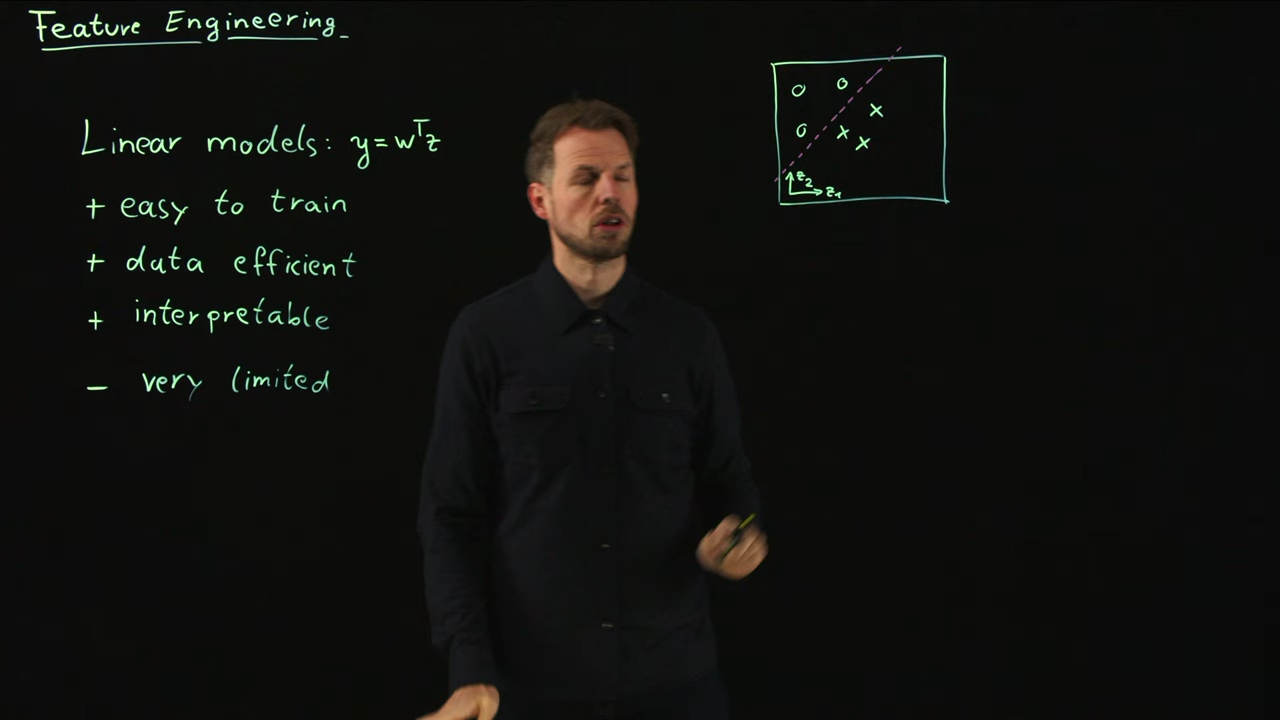 Feature Engineering
Linear models: y = wᵀz
+ easy to train
+ data efficient
+ interpretable
- very limited
o o
x
o x x
z₂
z₁